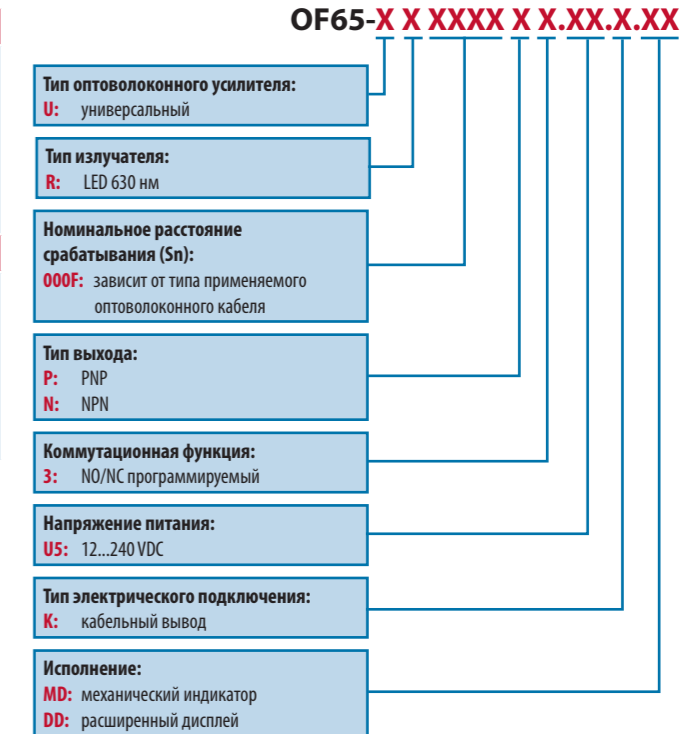 OF65-X X XXXX X X.XX.X.XX
Тип оптоволоконного усилителя:
U: универсальный
Тип излучателя:
R: LED 630 нм
Номинальное расстояние
срабатывания (Sn):
000F: зависит от типа применяемого
оптоволоконного кабеля
Тип выхода:
P: PNP
N: NPN
Коммутационная функция:
3: NO/NC программируемый
Напряжение питания:
U5: 12...240 VDC
Тип электрического подключения:
K: кабельный вывод
Исполнение:
MD: механический индикатор
DD: расширенный дисплей